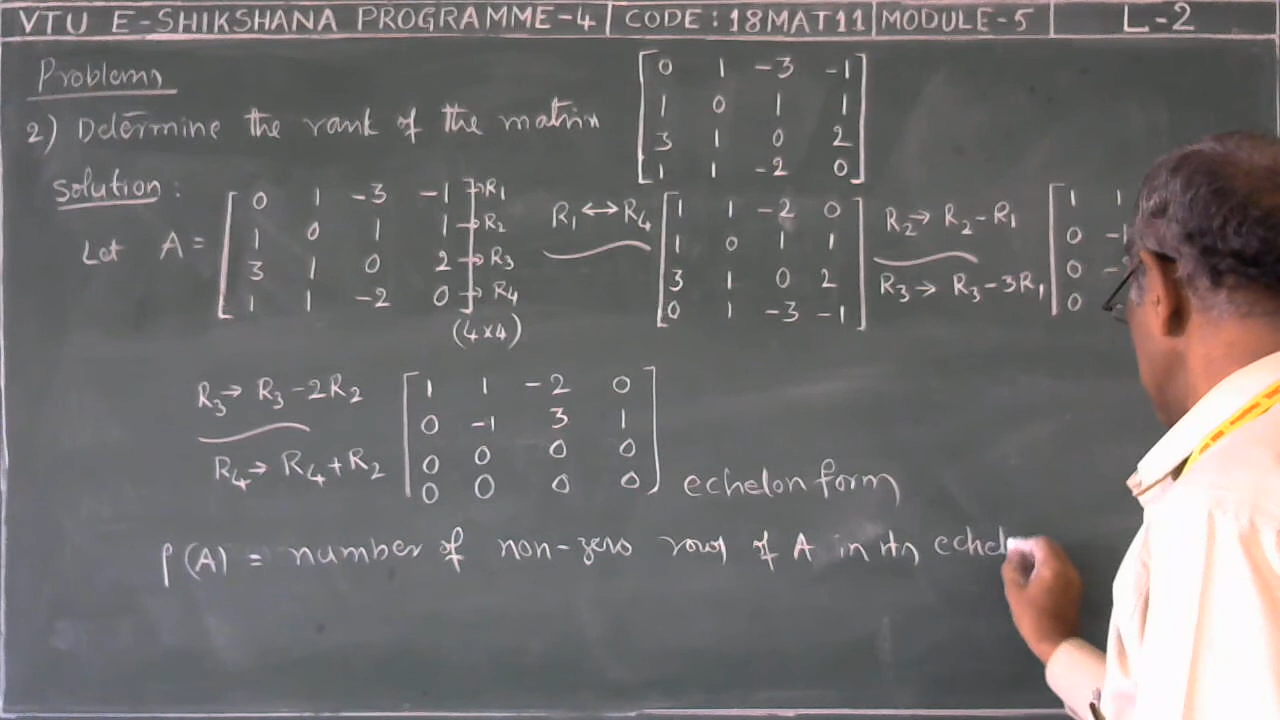 VTU E-SHIKSHANA PROGRAMME-4 CODE: 18MAT11 MODULE-5 L-2
Problems
2) Determine the rank of the matrix
0 1 -3 -1
1 0 1 1
3 1 0 2
1 1 -2 0
Solution:
Let A =
0 1 -3 -1 → R1
1 0 1 1 → R2
3 1 0 2 → R3
1 1 -2 0 → R4
(4×4)
R1 ↔ R4
1 1 -2 0
1 0 1 1
3 1 0 2
0 1 -3 -1
R2 → R2 - R1
R3 → R3 - 3R1
1 1
0 -1
0
0
R3 → R3 - 2R2
R4 → R4 + R2
1 1 -2 0
0 -1 3 1
0 0 0 0
0 0 0 0
echelon form
ρ(A) = number of non-zero rows of A in its echelo